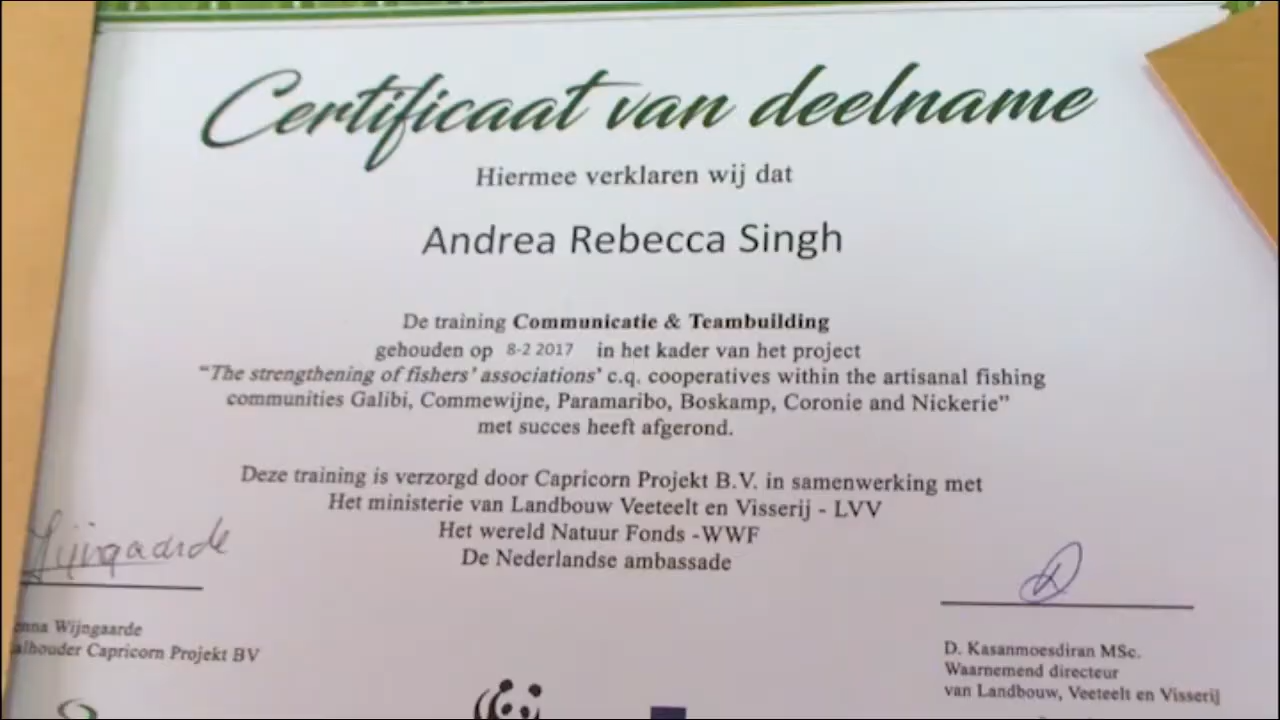 Certificaat van deelname
Hiermee verklaren wij dat
Andrea Rebecca Singh
De training Communicatie & Teambuilding
gehouden op 8-2 2017 in het kader van het project
“The strengthening of fishers’ associations’ c.q. cooperatives within the artisanal fishing
communities Galibi, Commewijne, Paramaribo, Boskamp, Coronie and Nickerie”
met succes heeft afgerond.
Deze training is verzorgd door Capricorn Projekt B.V. in samenwerking met
Het ministerie van Landbouw Veeteelt en Visserij - LVV
Het wereld Natuur Fonds -WWF
De Nederlandse ambassade
Wijngaarde
Wijngaarde
Capricorn Projekt BV
D. Kasanmoesdiran MSc.
Waarnemend directeur
van Landbouw, Veeteelt en Visserij